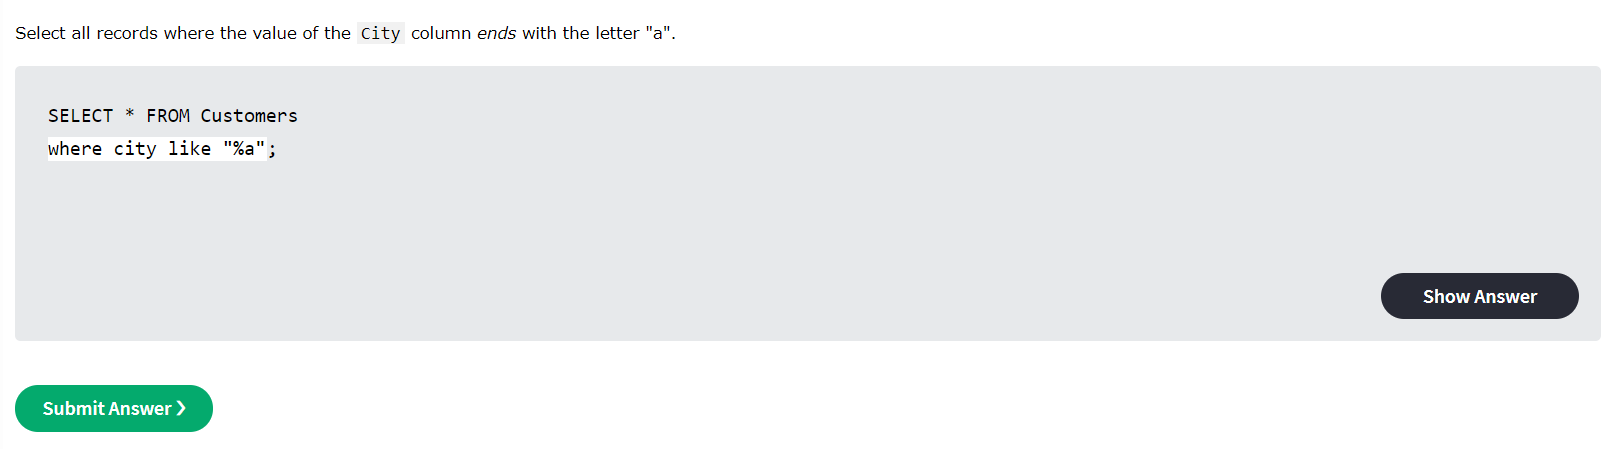 Select all records where the value of the City column ends with the letter "a".
SELECT * FROM Customers
where city like "%a";
Show Answer
Submit Answer ❯